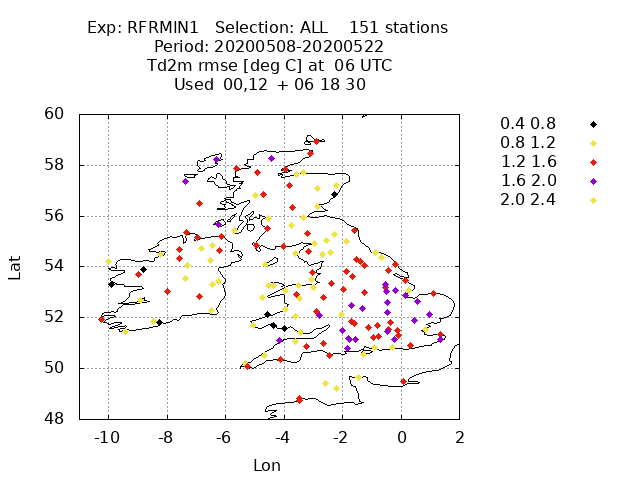 Exp: RFRMIN1   Selection: ALL    151 stations
Period: 20200508-20200522
Td2m rmse [deg C] at  06 UTC
Used  00,12  + 06 18 30
0.4 0.8
0.8 1.2
1.2 1.6
1.6 2.0
2.0 2.4
60
58
56
54
52
50
48
Lat
-10 -8 -6 -4 -2 0 2
Lon